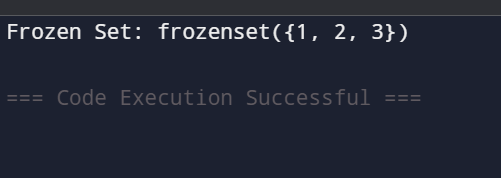 Frozen Set: frozenset({1, 2, 3})
=== Code Execution Successful ===